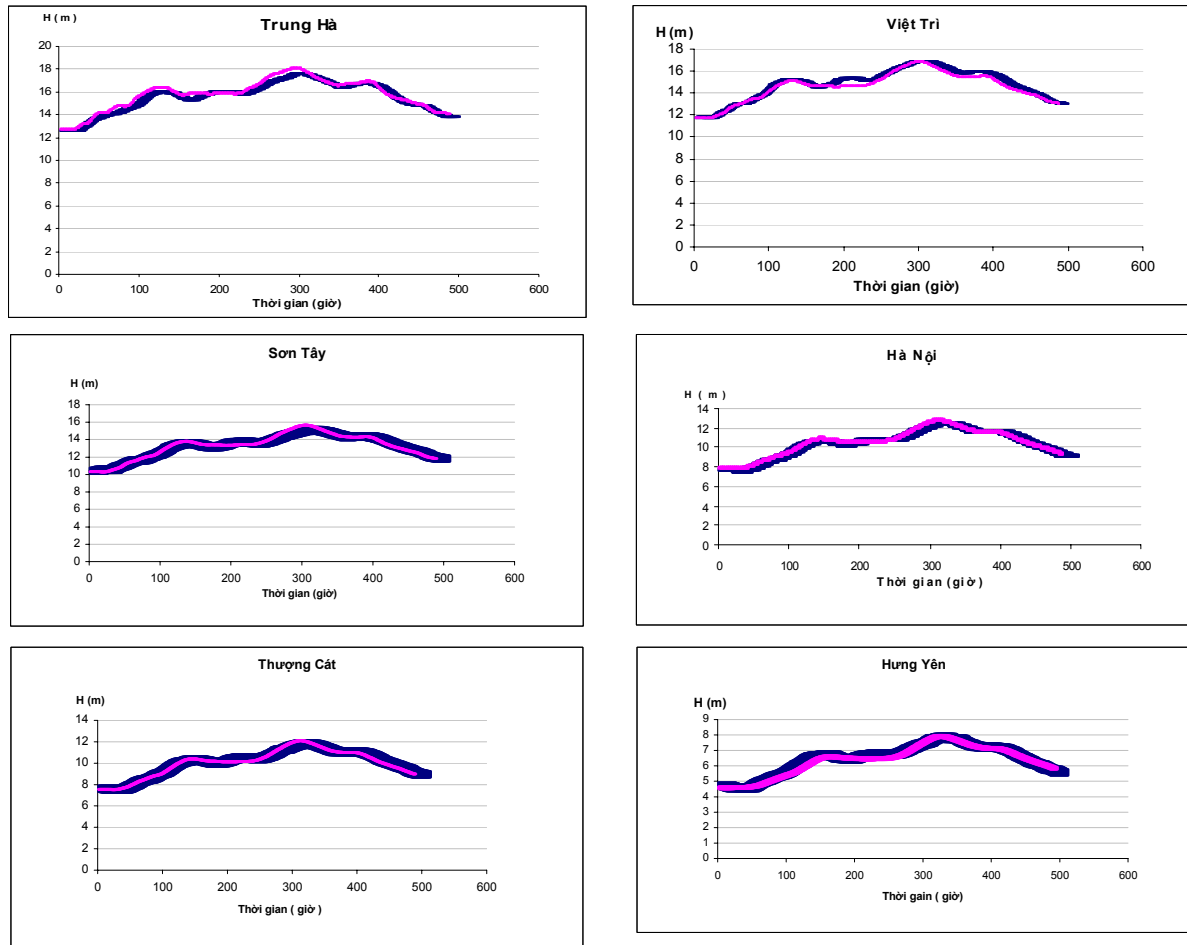 Trung Hà
H (m)
20
18
16
14
12
10
8
6
4
2
0
0 100 200 300 400 500 600
Thời gian (giờ)
Việt Trì
H (m)
18
16
14
12
10
8
6
4
2
0
0 100 200 300 400 500 600
Thời gian (giờ)
Sơn Tây
H (m)
18
16
14
12
10
8
6
4
2
0
0 100 200 300 400 500 600
Thời gian (giờ)
Hà Nội
H ( m )
14
12
10
8
6
4
2
0
0 100 200 300 400 500 600
Thời gian (giờ)
Thượng Cát
H (m)
14
12
10
8
6
4
2
0
0 100 200 300 400 500 600
Thời gian ( giờ )
Hưng Yên
H (m)
9
8
7
6
5
4
3
2
1
0
0 100 200 300 400 500 600
Thời gain (giờ)